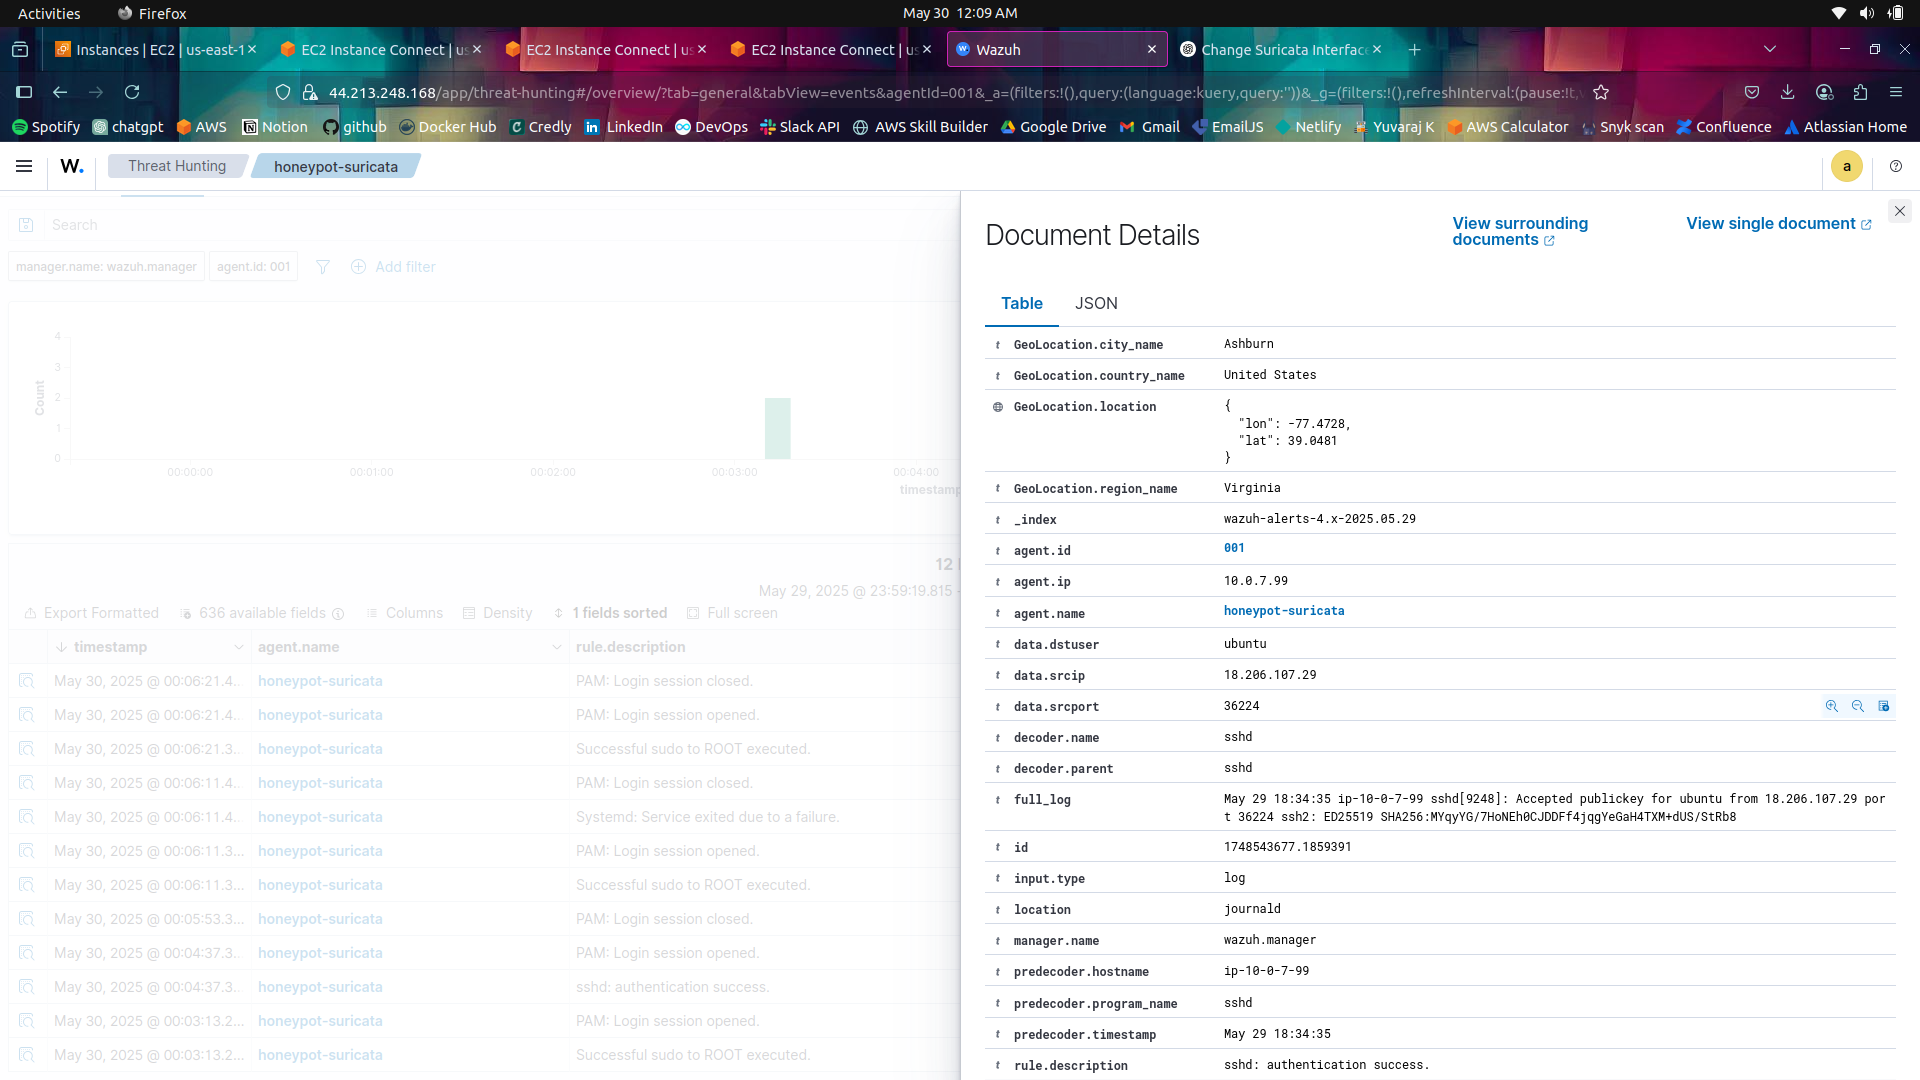 Activities
Firefox
May 30 12:09 AM
Instances | EC2 | us-east-1
EC2 Instance Connect | us
EC2 Instance Connect | us
EC2 Instance Connect | us
Wazuh
Change Suricata Interface
44.213.248.168/app/threat-hunting#/overview/?tab=general&tabView=events&agentId=001&_a=(filters:!(),query:(language:kuery,query:''))&_g=(filters:!(),refreshInterval:(pause:!t,v
Spotify
chatgpt
AWS
Notion
github
Docker Hub
Credly
LinkedIn
DevOps
Slack API
AWS Skill Builder
Google Drive
Gmail
EmailJS
Netlify
Yuvaraj K
AWS Calculator
Snyk scan
Confluence
Atlassian Home
W.
Threat Hunting
honeypot-suricata
a
Search
manager.name: wazuh.manager
agent.id: 001
Add filter
Count
4
3
2
1
0
00:00:00
00:01:00
00:02:00
00:03:00
00:04:00
timestamp
12
May 29, 2025 @ 23:59:19.815 -
Export Formatted
636 available fields
Columns
Density
1 fields sorted
Full screen
timestamp agent.name rule.description
May 30, 2025 @ 00:06:21.4... honeypot-suricata PAM: Login session closed.
May 30, 2025 @ 00:06:21.4... honeypot-suricata PAM: Login session opened.
May 30, 2025 @ 00:06:21.3... honeypot-suricata Successful sudo to ROOT executed.
May 30, 2025 @ 00:06:11.4... honeypot-suricata PAM: Login session closed.
May 30, 2025 @ 00:06:11.4... honeypot-suricata Systemd: Service exited due to a failure.
May 30, 2025 @ 00:06:11.3... honeypot-suricata PAM: Login session opened.
May 30, 2025 @ 00:06:11.3... honeypot-suricata Successful sudo to ROOT executed.
May 30, 2025 @ 00:05:53.3... honeypot-suricata PAM: Login session closed.
May 30, 2025 @ 00:04:37.3... honeypot-suricata PAM: Login session opened.
May 30, 2025 @ 00:04:37.3... honeypot-suricata sshd: authentication success.
May 30, 2025 @ 00:03:13.2... honeypot-suricata PAM: Login session opened.
May 30, 2025 @ 00:03:13.2... honeypot-suricata Successful sudo to ROOT executed.
Document Details
View surrounding
documents
View single document
Table
JSON
t GeoLocation.city_name Ashburn
t GeoLocation.country_name United States
GeoLocation.location {
"lon": -77.4728,
"lat": 39.0481
}
t GeoLocation.region_name Virginia
t _index wazuh-alerts-4.x-2025.05.29
t agent.id 001
t agent.ip 10.0.7.99
t agent.name honeypot-suricata
t data.dstuser ubuntu
t data.srcip 18.206.107.29
t data.srcport 36224
t decoder.name sshd
t decoder.parent sshd
t full_log May 29 18:34:35 ip-10-0-7-99 sshd[9248]: Accepted publickey for ubuntu from 18.206.107.29 por
t 36224 ssh2: ED25519 SHA256:MYqyYG/7HoNEh0CJDDFf4jqgYeGaH4TXM+dUS/StRb8
t id 1748543677.1859391
t input.type log
t location journald
t manager.name wazuh.manager
t predecoder.hostname ip-10-0-7-99
t predecoder.program_name sshd
t predecoder.timestamp May 29 18:34:35
t rule.description sshd: authentication success.